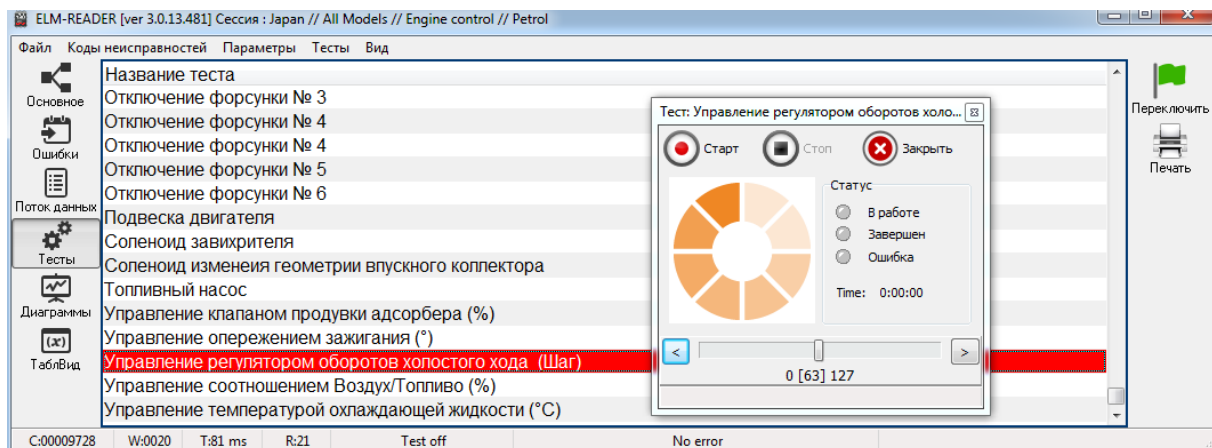 ELM-READER [ver 3.0.13.481] Сессия : Japan // All Models // Engine control // Petrol
Файл Коды неисправностей Параметры Тесты Вид
Основное
Ошибки
Поток данных
Тесты
Диаграммы
(x)
ТаблВид
Название теста
Отключение форсунки № 3
Отключение форсунки № 4
Отключение форсунки № 4
Отключение форсунки № 5
Отключение форсунки № 6
Подвеска двигателя
Соленоид завихрителя
Соленоид изменеия геометрии впускного коллектора
Топливный насос
Управление клапаном продувки адсорбера (%)
Управление опережением зажигания (°)
Управление регулятором оборотов холостого хода (Шаг)
Управление соотношением Воздух/Топливо (%)
Управление температурой охлаждающей жидкости (°C)
Тест: Управление регулятором оборотов холо...
Старт Стоп Закрыть
Статус
В работе
Завершен
Ошибка
Time: 0:00:00
< >
0 [63] 127
Переключить
Печать
C:00009728 W:0020 T:81 ms R:21 Test off No error